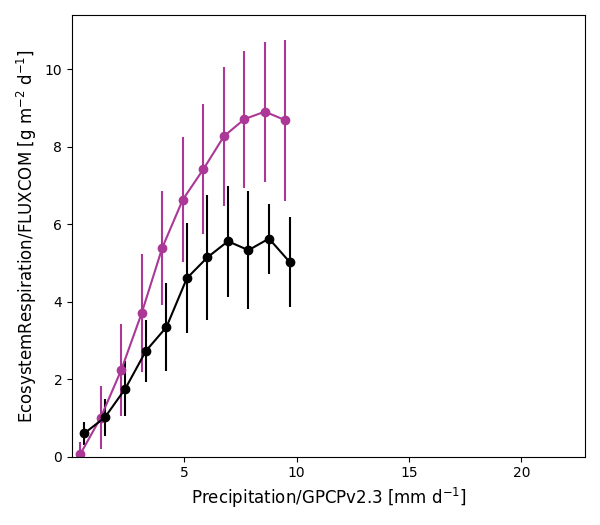 EcosystemRespiration/FLUXCOM [g m⁻² d⁻¹]
10
8
6
4
2
0
5 10 15 20
Precipitation/GPCPv2.3 [mm d⁻¹]